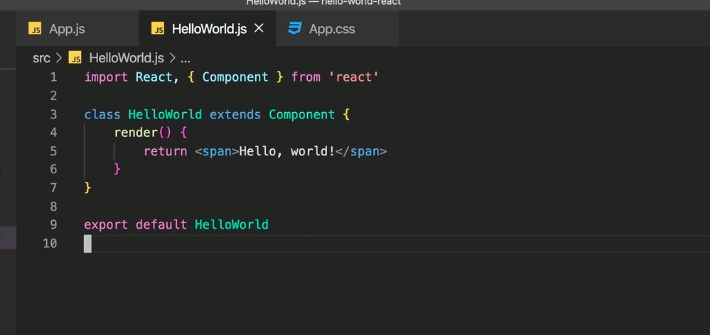 HelloWorld.js — hello-world-react
JS App.js JS HelloWorld.js × App.css
src > JS HelloWorld.js > ...
1 import React, { Component } from 'react'
2
3 class HelloWorld extends Component {
4 render() {
5 return <span>Hello, world!</span>
6 }
7 }
8
9 export default HelloWorld
10